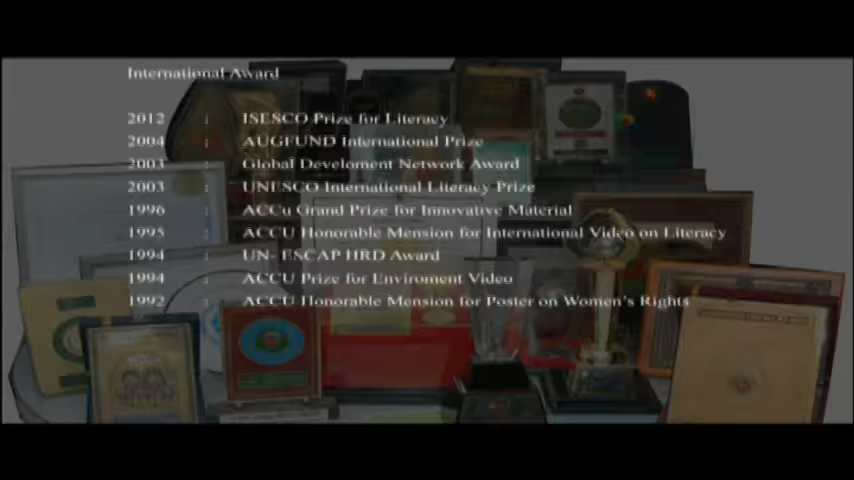 International Award
2012 : ISESCO Prize for Literacy
2004 : AUGFUND International Prize
2003 : Global Develoment Network Award
2003 : UNESCO International Literacy Prize
1996 : ACCu Grand Prize for Innovative Material
1995 : ACCU Honorable Mension for International Video on Literacy
1994 : UN- ESCAP HRD Award
1994 : ACCU Prize for Enviroment Video
1992 : ACCU Honorable Mension for Poster on Women's Rights